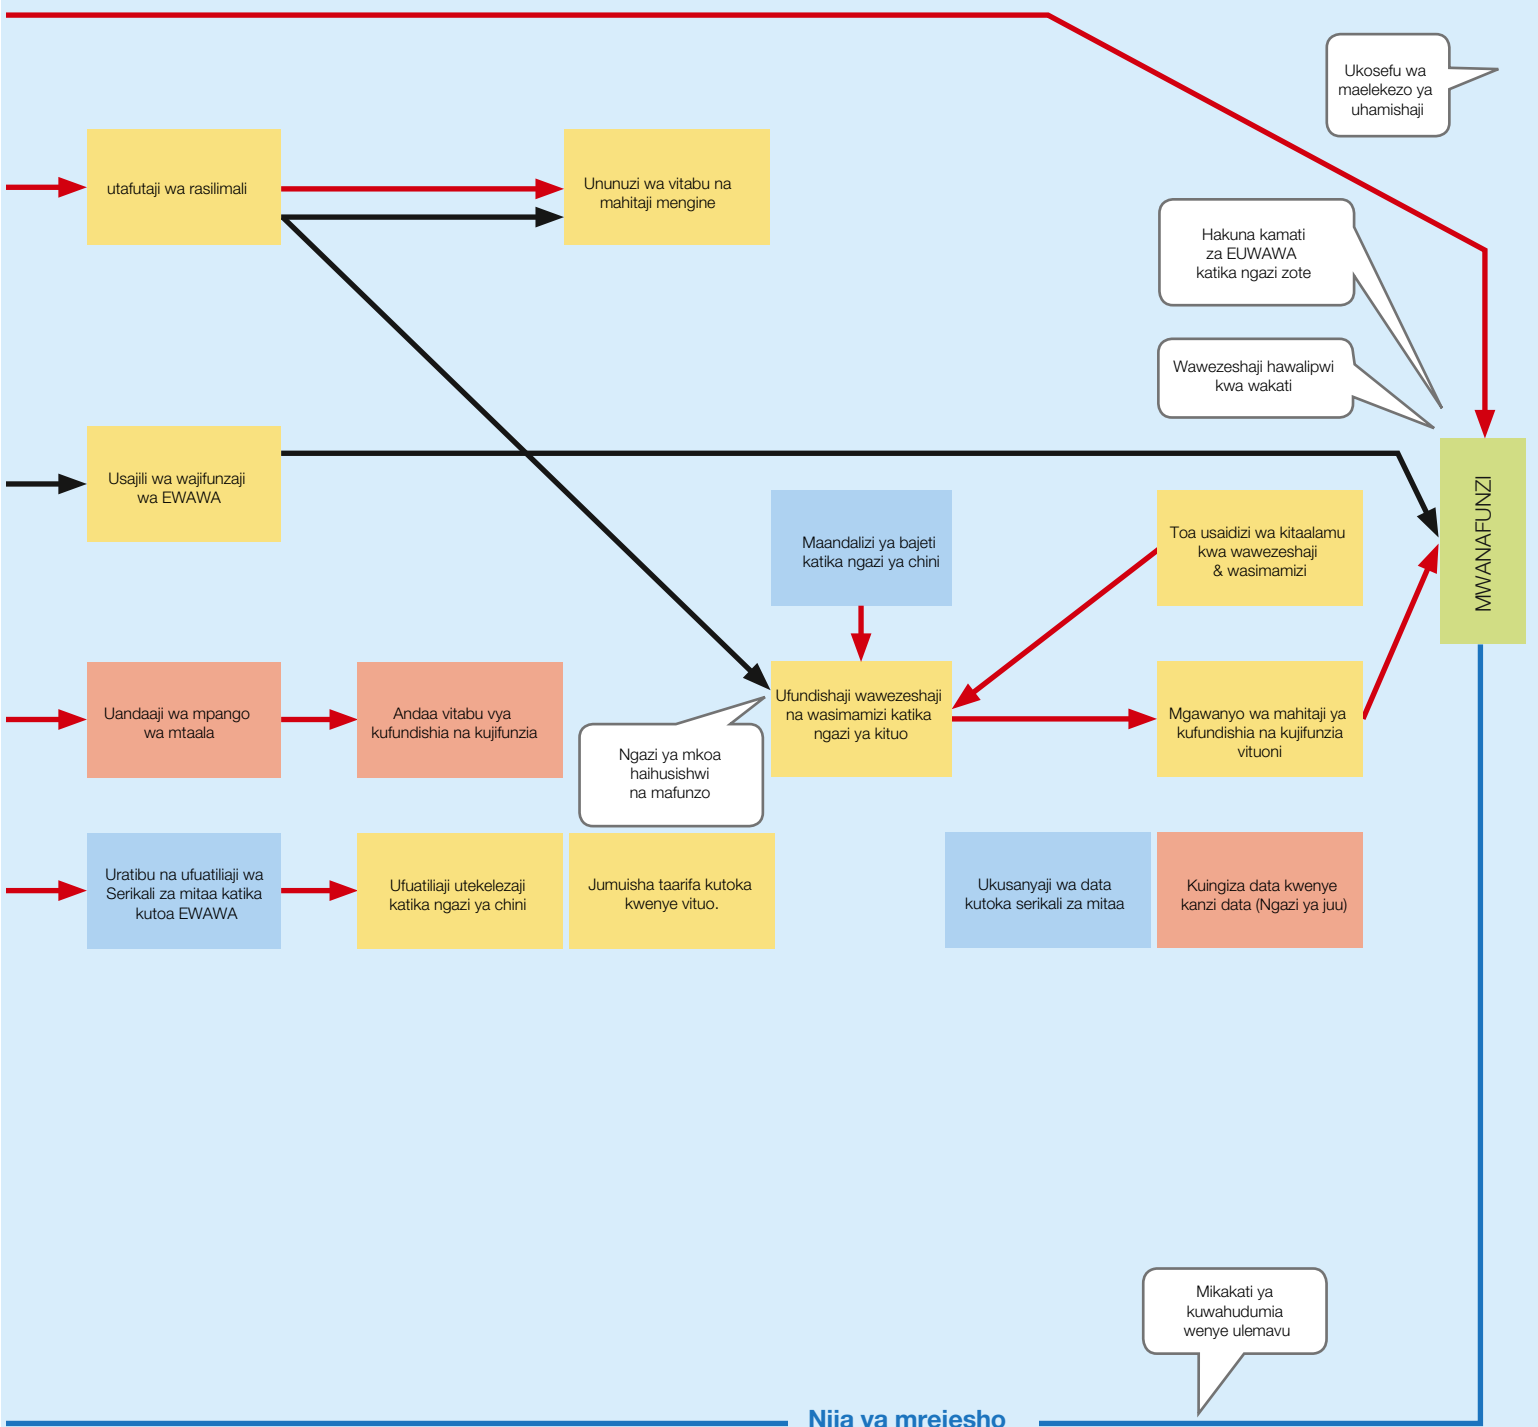 Ukosefu wa
maelekezo ya
uhamishaji
utafutaji wa rasilimali
Ununuzi wa vitabu na
mahitaji mengine
Hakuna kamati
za EUWAWA
katika ngazi zote
Wawezeshaji hawalipwi
kwa wakati
Usajili wa wajifunzaji
wa EWAWA
Maandalizi ya bajeti
katika ngazi ya chini
Toa usaidizi wa kitaalamu
kwa wawezeshaji
& wasimamizi
MWANAFUNZI
Uandaaji wa mpango
wa mtaala
Andaa vitabu vya
kufundishia na kujifunzia
Ngazi ya mkoa
haihusishwi
na mafunzo
Ufundishaji wawezeshaji
na wasimamizi katika
ngazi ya kituo
Mgawanyo wa mahitaji ya
kufundishia na kujifunzia
vituoni
Uratibu na ufuatiliaji wa
Serikali za mitaa katika
kutoa EWAWA
Ufuatiliaji utekelezaji
katika ngazi ya chini
Jumuisha taarifa kutoka
kwenye vituo.
Ukusanyaji wa data
kutoka serikali za mitaa
Kuingiza data kwenye
kanzi data (Ngazi ya juu)
Mikakati ya
kuwahudumia
wenye ulemavu
Njia ya mrejesho